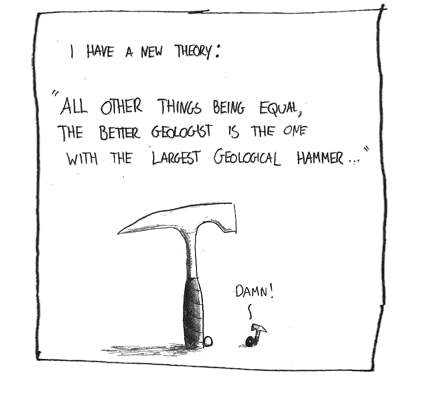 I HAVE A NEW THEORY:
"ALL OTHER THINGS BEING EQUAL,
THE BETTER GEOLOGIST IS THE ONE
WITH THE LARGEST GEOLOGICAL HAMMER..."
DAMN!